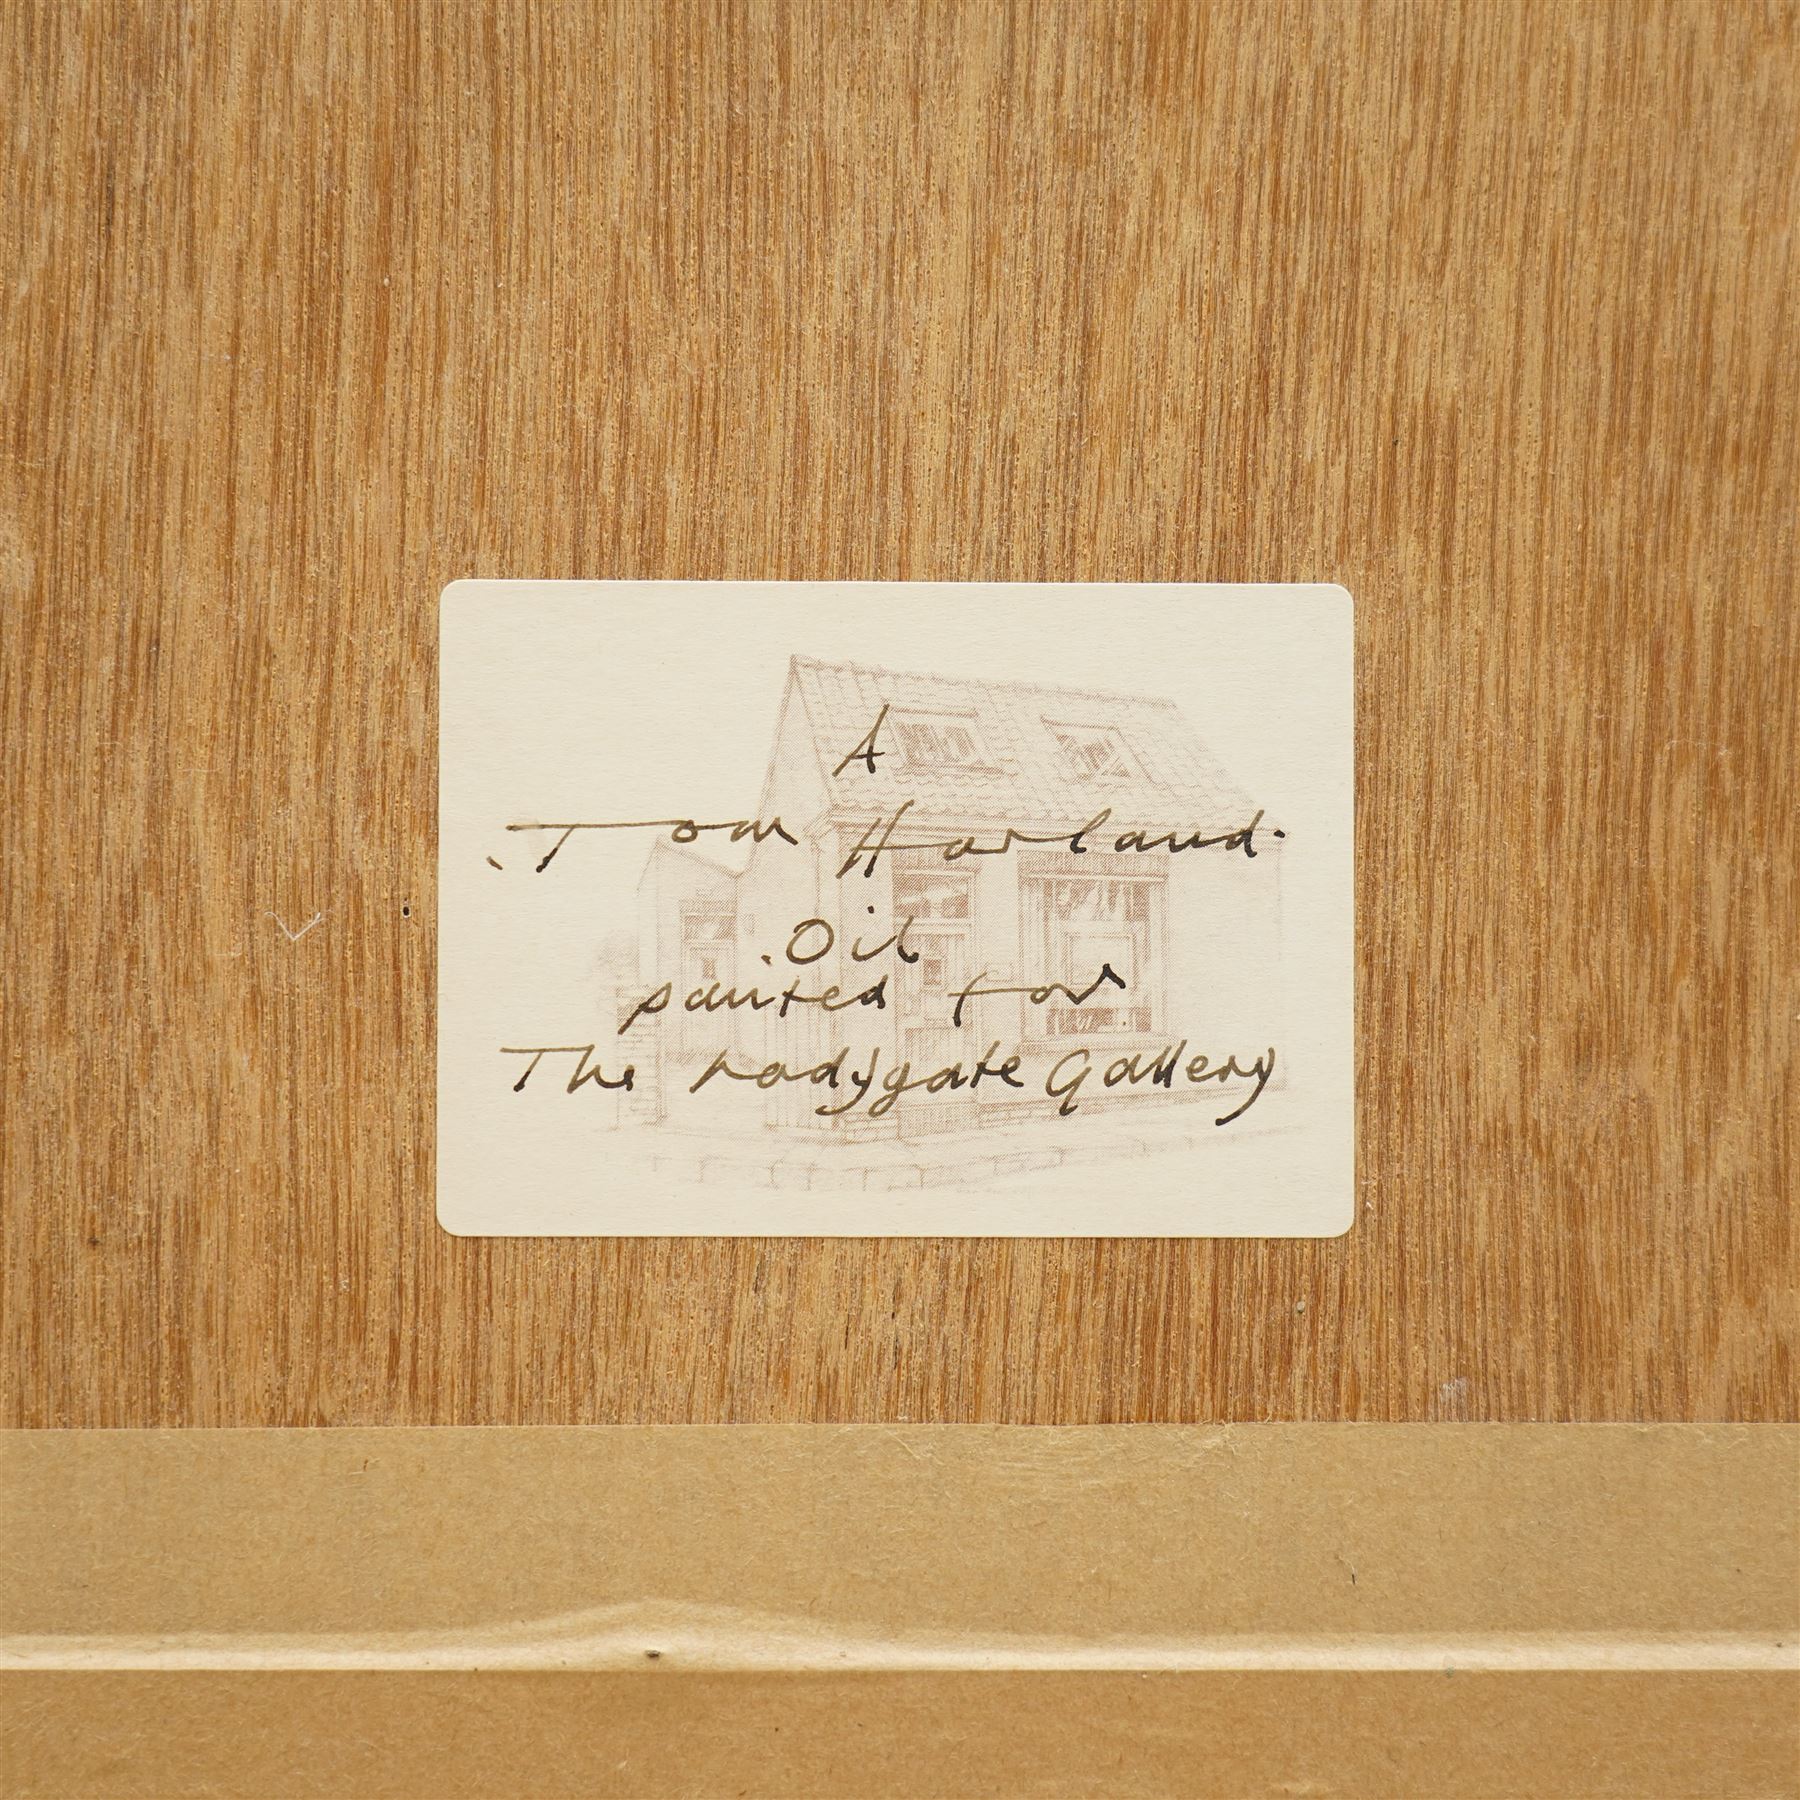 A
Tom Harland.
Oil
painted for
The Ladygate Gallery